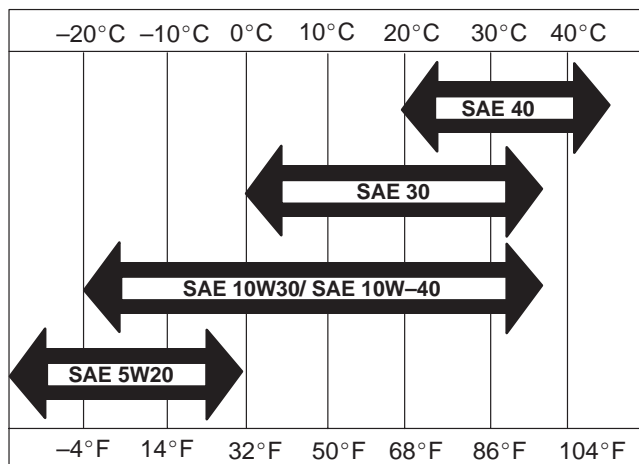 –20°C –10°C 0°C 10°C 20°C 30°C 40°C
SAE 40
SAE 30
SAE 10W30/ SAE 10W–40
SAE 5W20
–4°F 14°F 32°F 50°F 68°F 86°F 104°F